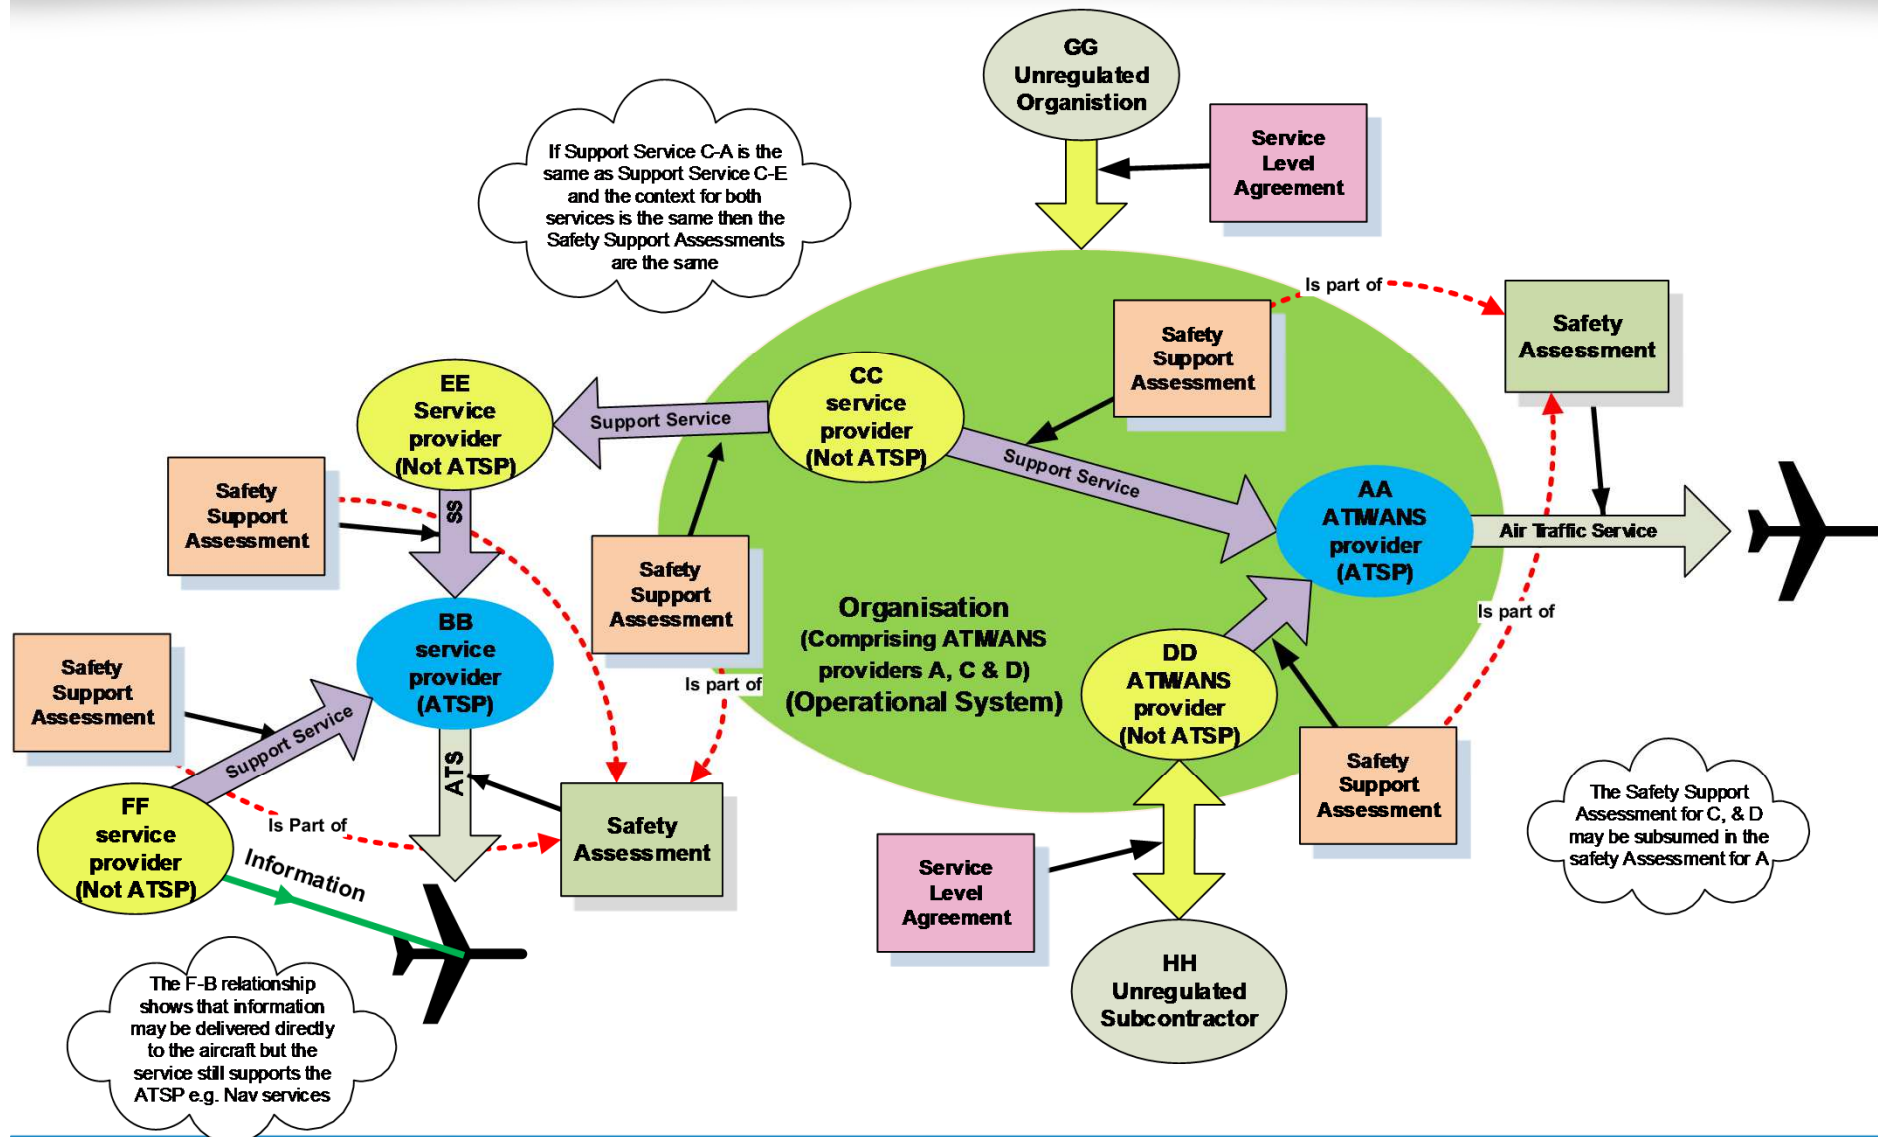 GG
Unregulated
Organistion
Service
Level
Agreement
If Support Service C-A is the
same as Support Service C-E
and the context for both
services is the same then the
Safety Support Assessments
are the same
Is part of
Safety
Assessment
Safety
Support
Assessment
CC
service
provider
(Not ATSP)
EE
Service
provider
(Not ATSP)
Support Service
Support Service
Safety
Support
Assessment
SS
AA
ATM/ANS
provider
(ATSP)
Air Traffic Service
Safety
Support
Assessment
Is part of
Organisation
(Comprising ATM/ANS
providers A, C & D)
(Operational System)
BB
service
provider
(ATSP)
Safety
Support
Assessment
Is part of
DD
ATM/ANS
provider
(Not ATSP)
Support Service
ATS
Safety
Support
Assessment
FF
service
provider
(Not ATSP)
Is Part of
Safety
Assessment
Information
The Safety Support
Assessment for C, & D
may be subsumed in the
safety Assessment for A
Service
Level
Agreement
HH
Unregulated
Subcontractor
The F-B relationship
shows that information
may be delivered directly
to the aircraft but the
service still supports the
ATSP e.g. Nav services